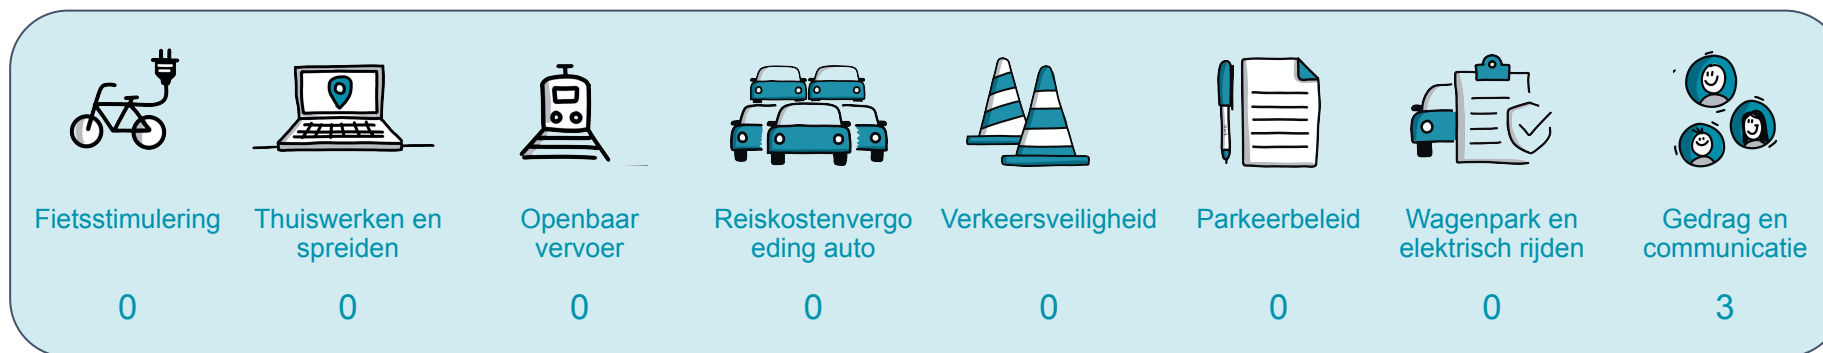 Fietsstimulering
Thuiswerken en
spreiden
Openbaar
vervoer
Reiskostenvergo
eding auto
Verkeersveiligheid
Parkeerbeleid
Wagenpark en
elektrisch rijden
Gedrag en
communicatie
0
0
0
0
0
0
0
3